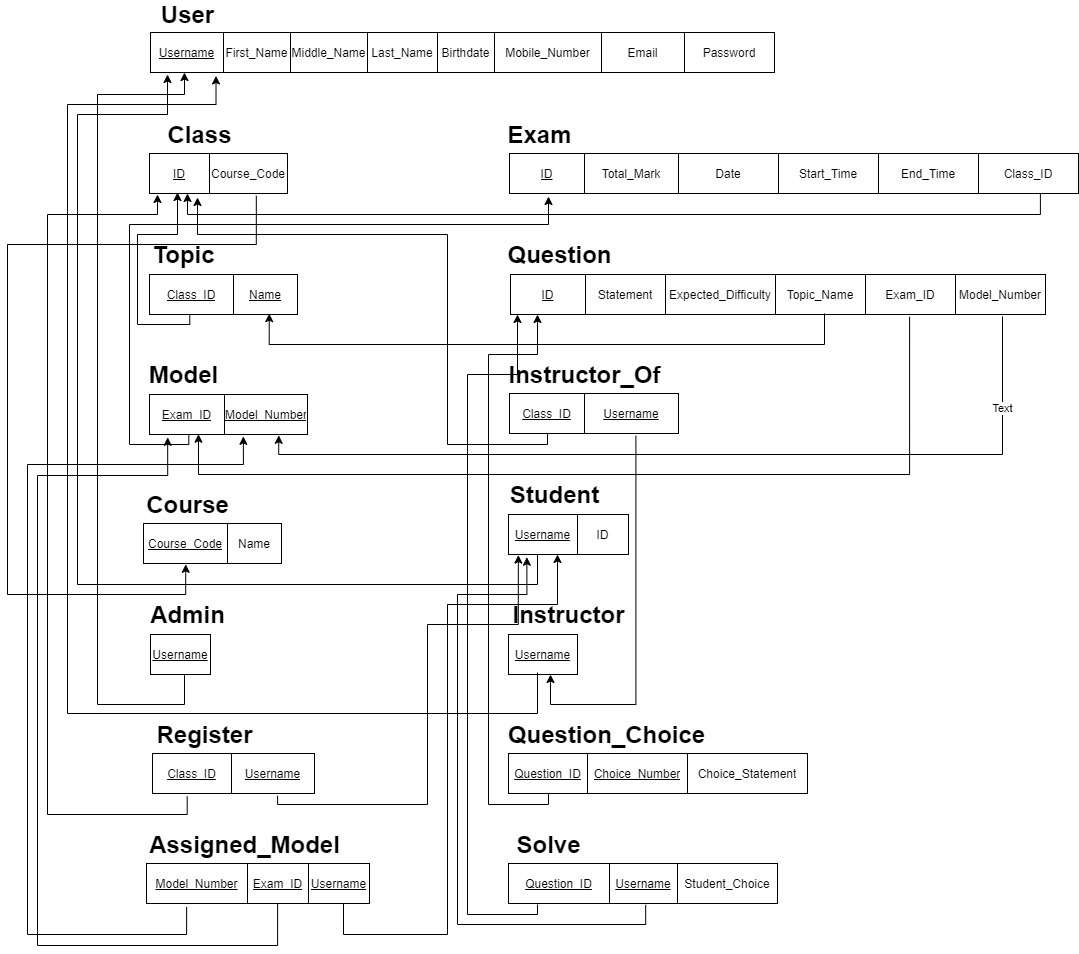 User
Username First_Name Middle_Name Last_Name Birthdate Mobile_Number Email Password
Class
ID Course_Code
Exam
ID Total_Mark Date Start_Time End_Time Class_ID
Topic
Class_ID Name
Question
ID Statement Expected_Difficulty Topic_Name Exam_ID Model_Number
Model
Exam_ID Model_Number
Instructor_Of
Class_ID Username
Text
Course
Course_Code Name
Student
Username ID
Admin
Username
Instructor
Username
Register
Class_ID Username
Question_Choice
Question_ID Choice_Number Choice_Statement
Assigned_Model
Model_Number Exam_ID Username
Solve
Question_ID Username Student_Choice